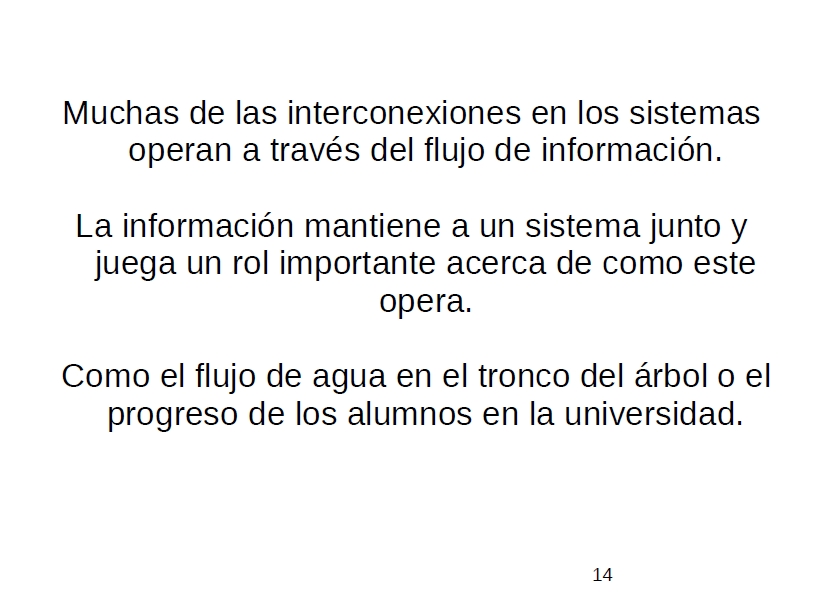 Muchas de las interconexiones en los sistemas
operan a través del flujo de información.
La información mantiene a un sistema junto y
juega un rol importante acerca de como este
opera.
Como el flujo de agua en el tronco del árbol o el
progreso de los alumnos en la universidad.
14